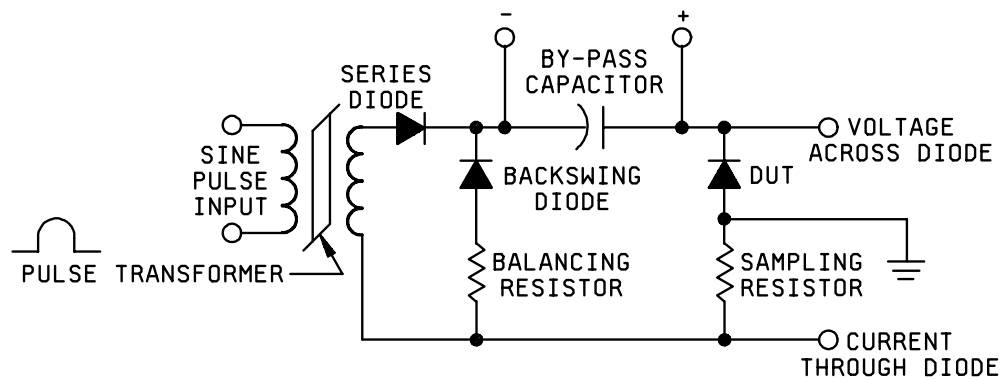 -
+
BY-PASS
CAPACITOR
SERIES
DIODE
SINE
PULSE
INPUT
VOLTAGE
ACROSS DIODE
BACKSWING
DIODE
DUT
PULSE TRANSFORMER
BALANCING
RESISTOR
SAMPLING
RESISTOR
CURRENT
THROUGH DIODE